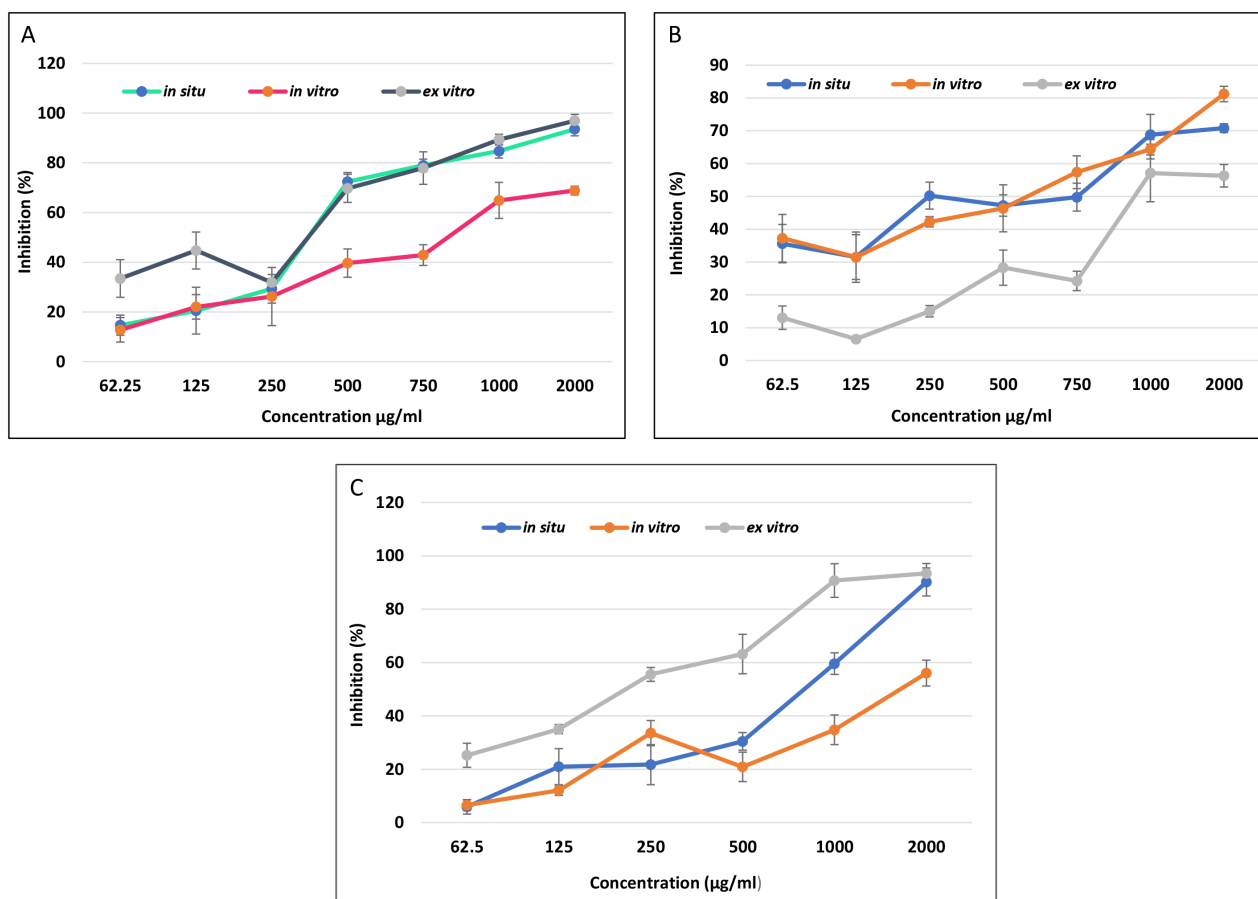 A
120
100
80
60
40
20
0
Inhibition (%)
in situ in vitro ex vitro
62.25 125 250 500 750 1000 2000
Concentration µg/ml
B
90
80
70
60
50
40
30
20
10
0
Inhibition (%)
in situ in vitro ex vitro
62.5 125 250 500 750 1000 2000
Concentration µg/ml
C
120
100
80
60
40
20
0
Inhibition (%)
in situ in vitro ex vitro
62.5 125 250 500 1000 2000
Concentration (µg/ml)